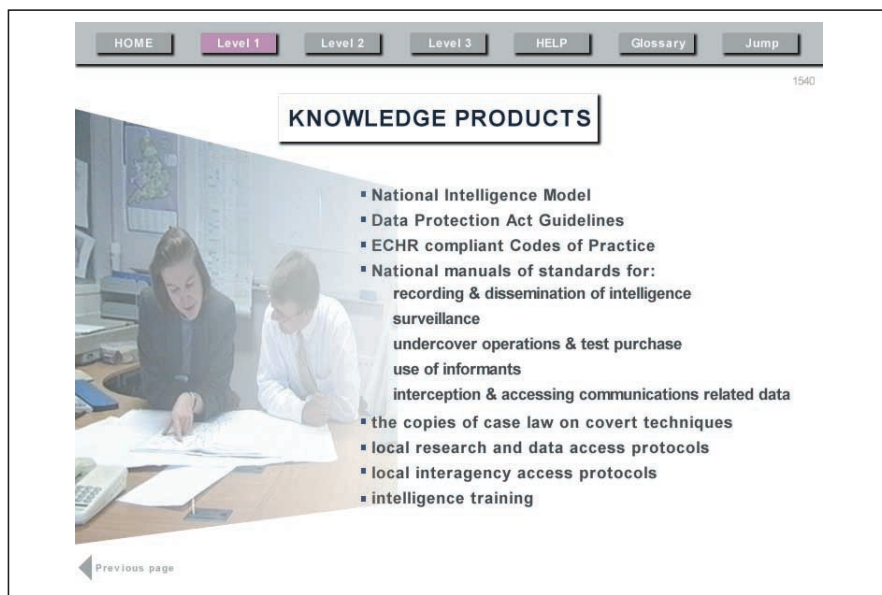 HOME Level 1 Level 2 Level 3 HELP Glossary Jump
1540
KNOWLEDGE PRODUCTS
▪ National Intelligence Model
▪ Data Protection Act Guidelines
▪ ECHR compliant Codes of Practice
▪ National manuals of standards for:
recording & dissemination of intelligence
surveillance
undercover operations & test purchase
use of informants
interception & accessing communications related data
▪ the copies of case law on covert techniques
▪ local research and data access protocols
▪ local interagency access protocols
▪ intelligence training
Previous page